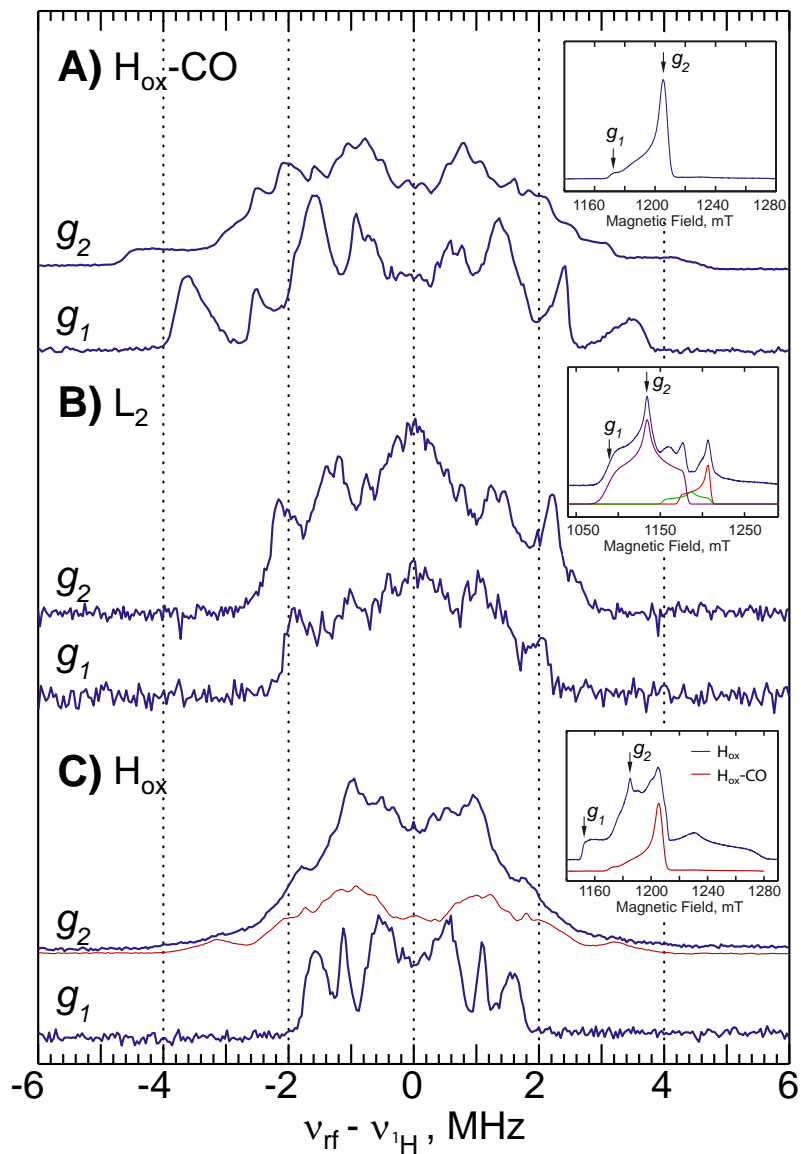 A) Hox-CO
g2
g1
1160 1200 1240 1280
Magnetic Field, mT
g2
g1
B) L2
g2
g1
1050 1150 1250
Magnetic Field, mT
g2
g1
C) Hox
g2
g1
Hox
Hox-CO
1160 1200 1240 1280
Magnetic Field, mT
g2
g1
-6 -4 -2 0 2 4 6
νrf - ν1H , MHz